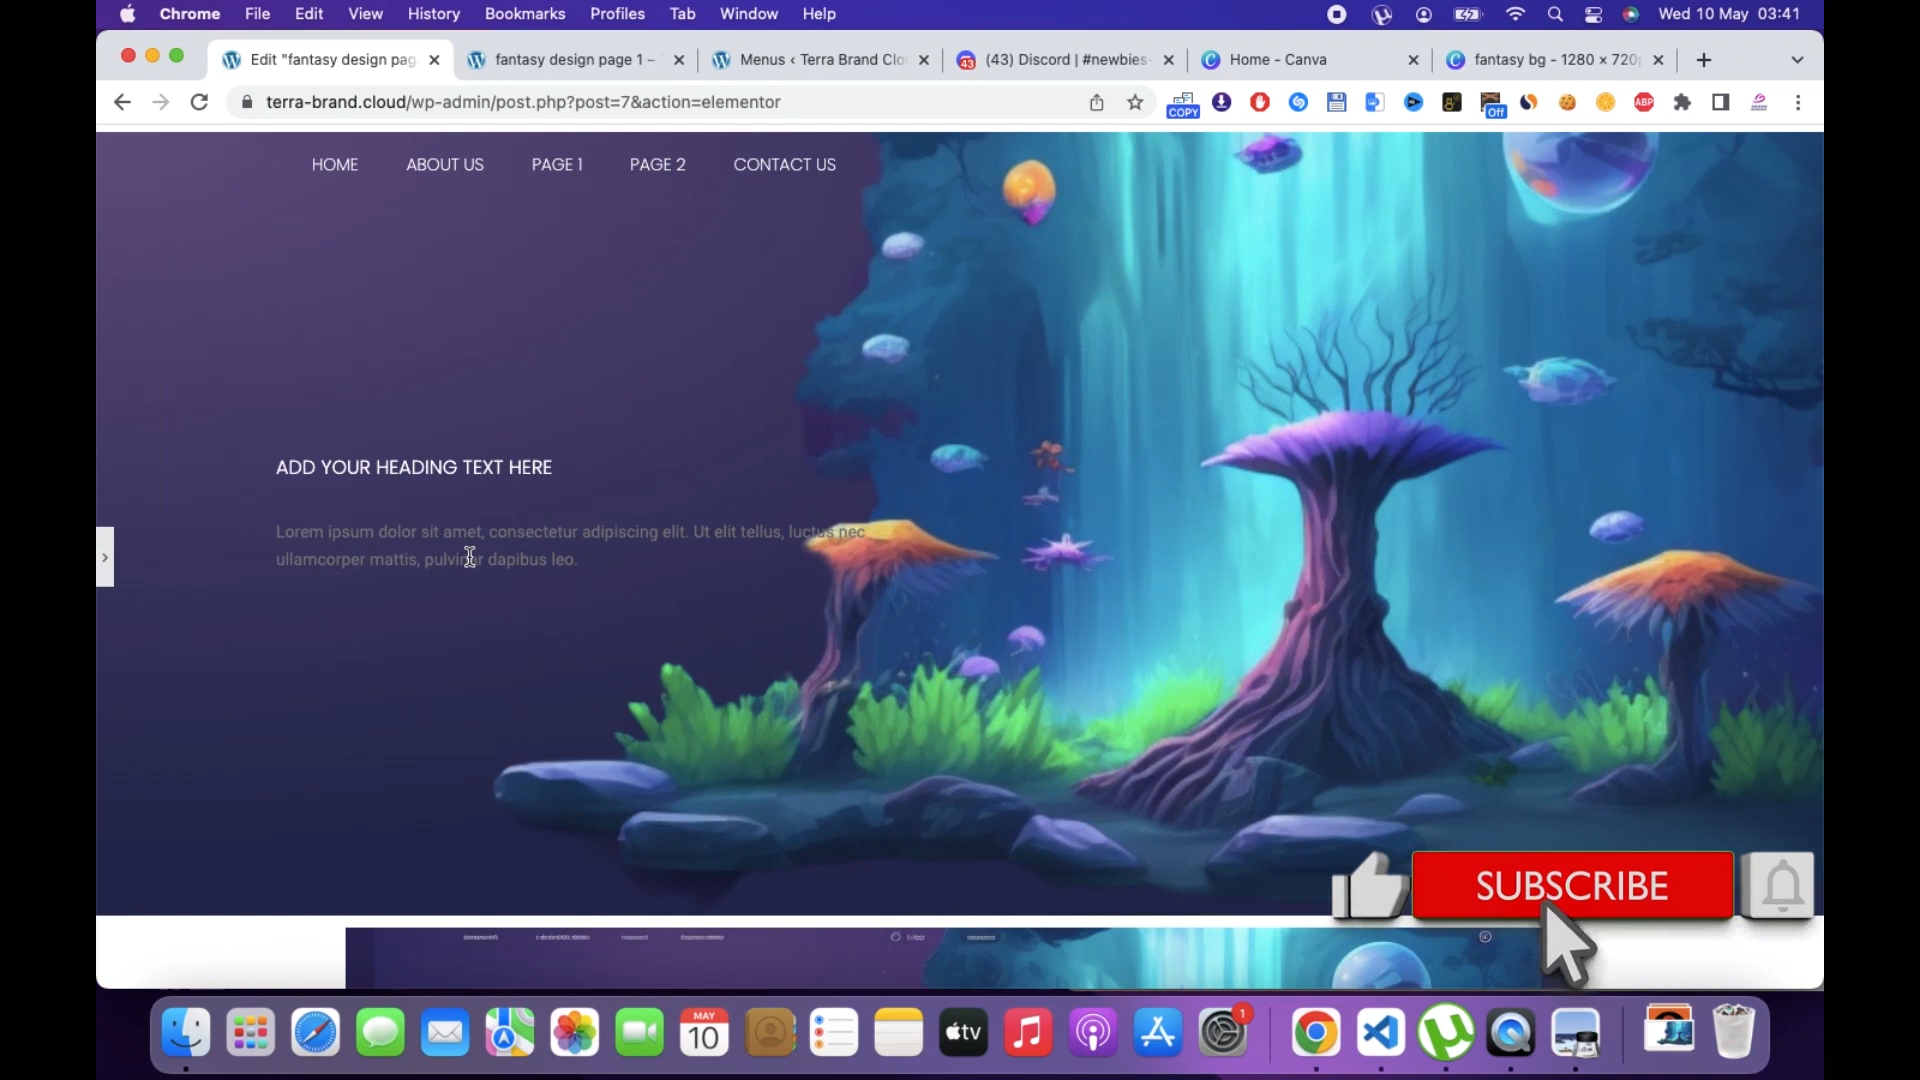 Chrome File Edit View History Bookmarks Profiles Tab Window Help Wed 10 May 03:41
Edit "fantasy design pag fantasy design page 1 – Menus ‹ Terra Brand Clo (43) Discord | #newbies- Home - Canva fantasy bg - 1280 × 720
terra-brand.cloud/wp-admin/post.php?post=7&action=elementor
COPY Off ABP
HOME ABOUT US PAGE 1 PAGE 2 CONTACT US
ADD YOUR HEADING TEXT HERE
Lorem ipsum dolor sit amet, consectetur adipiscing elit. Ut elit tellus, luctus nec
ullamcorper mattis, pulvinar dapibus leo.
SUBSCRIBE
MAY
10
tv
1